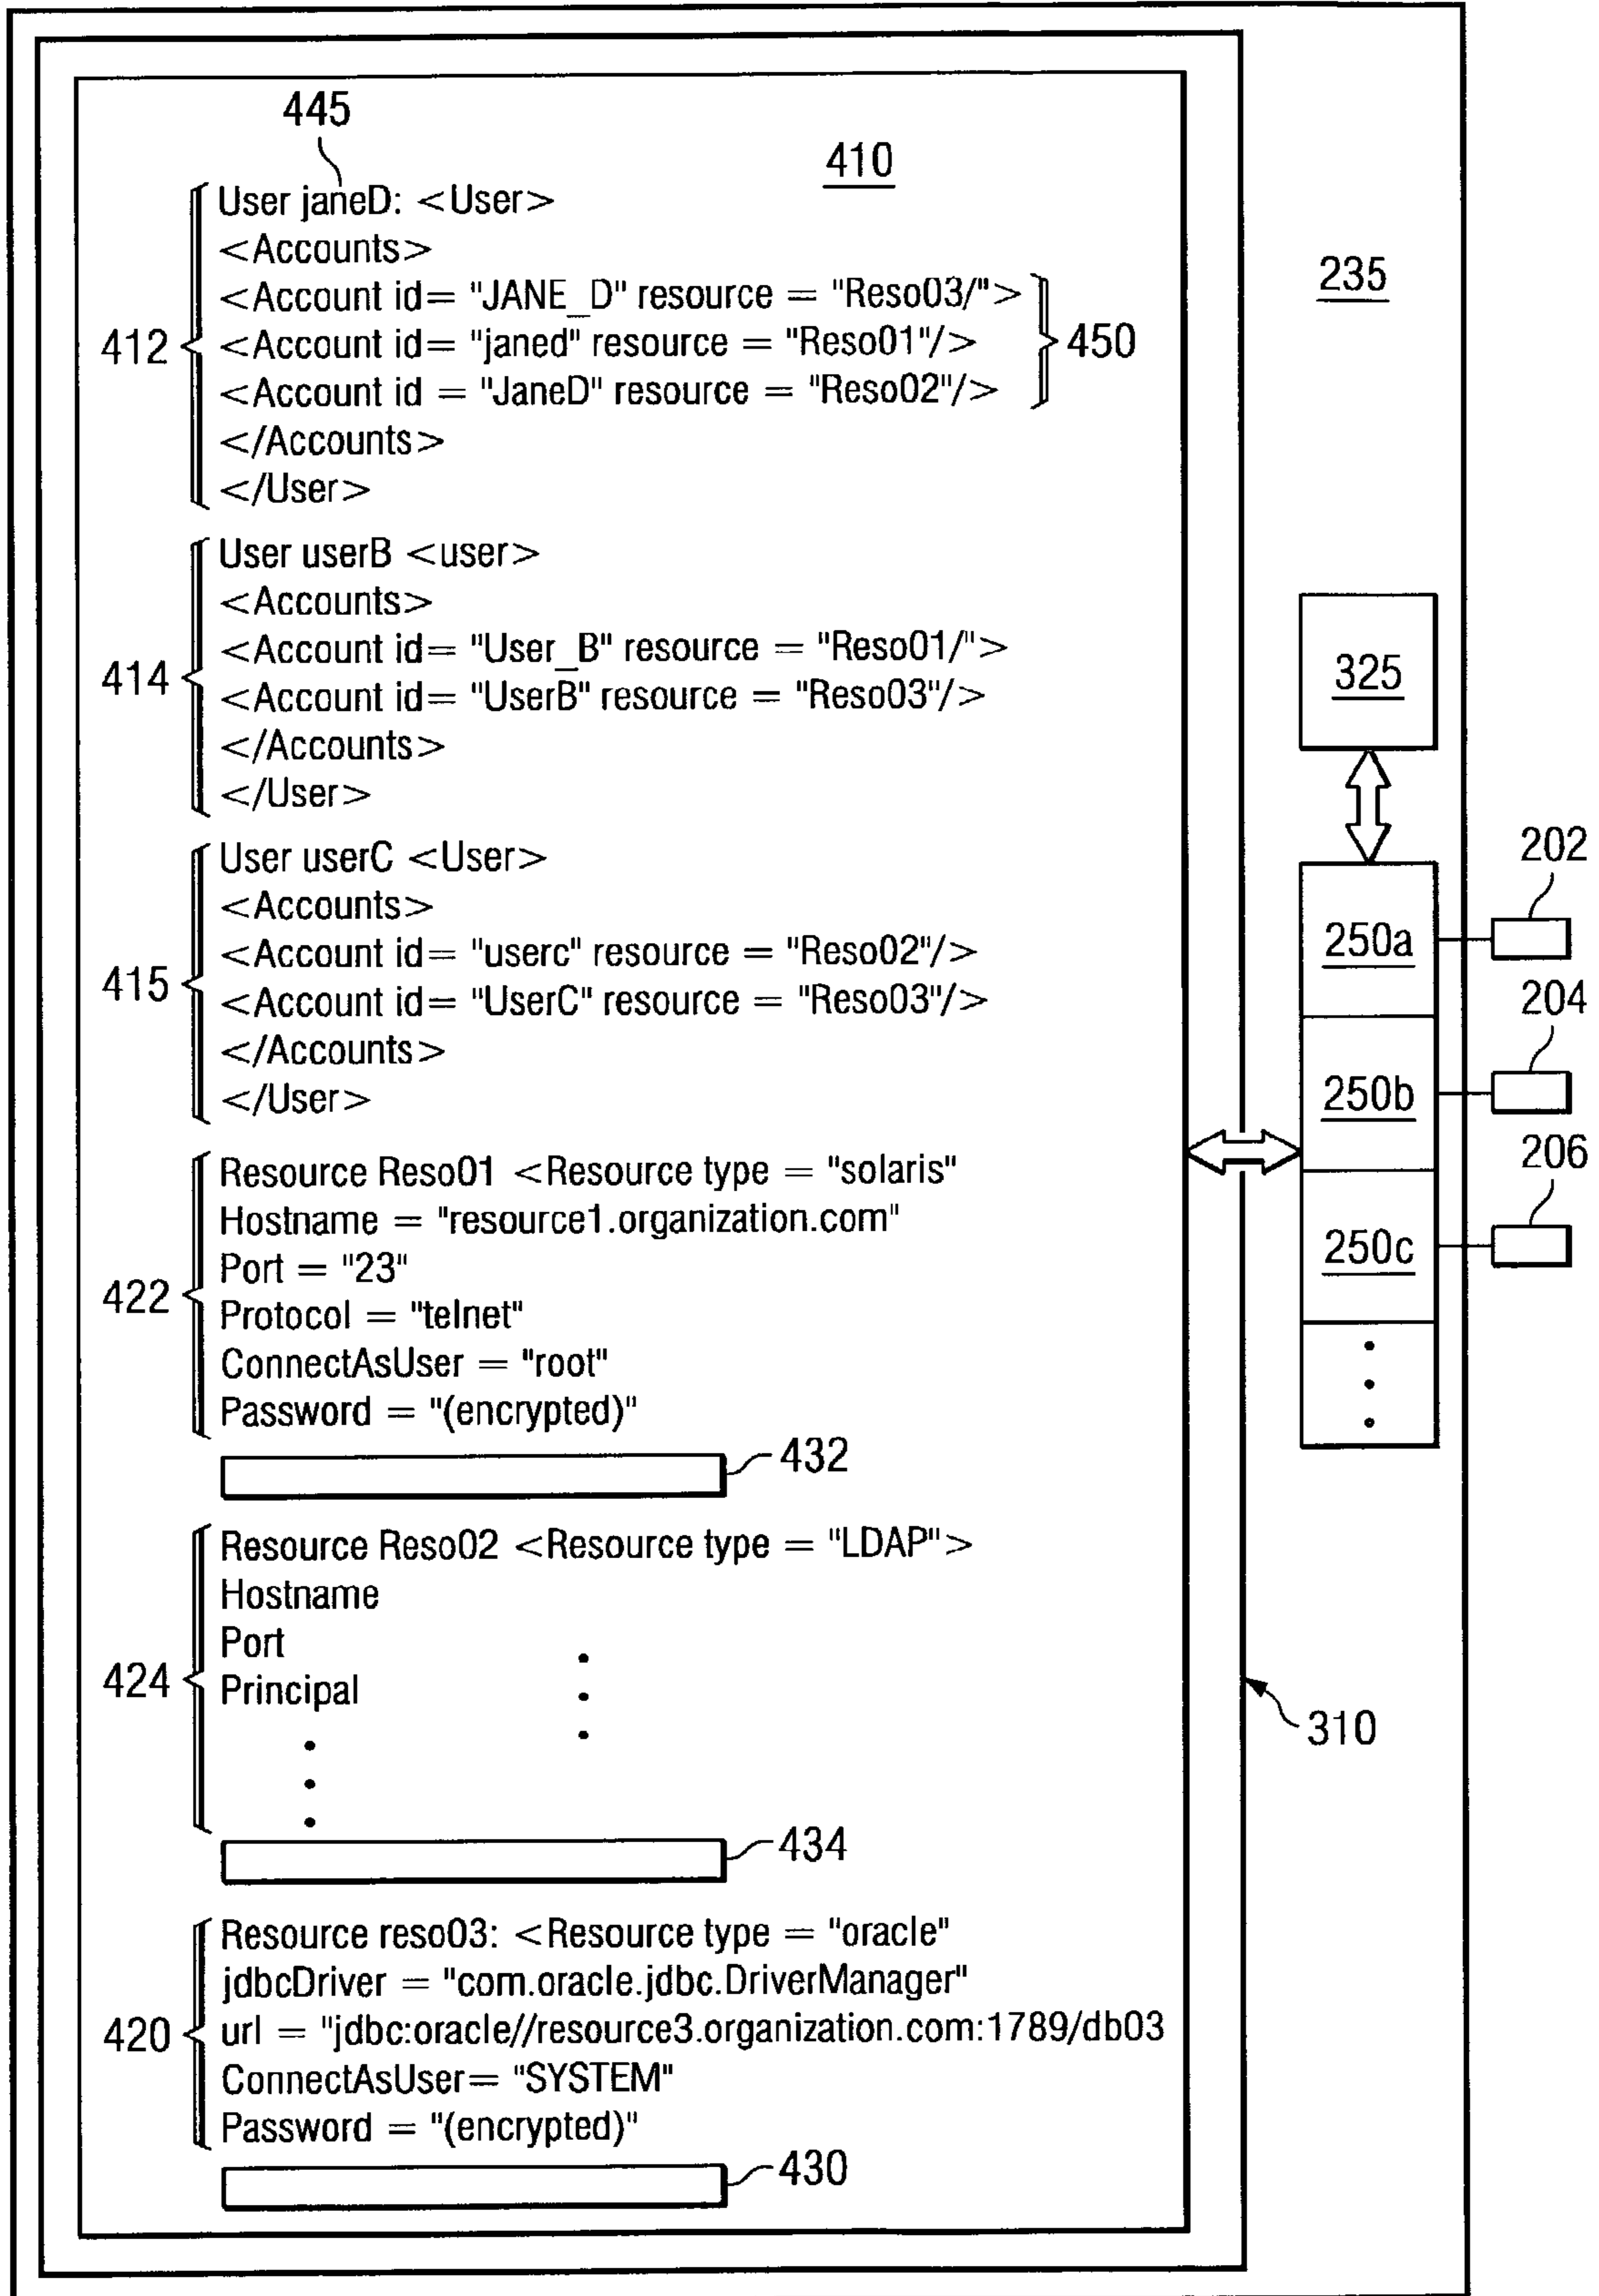 445
410
User janeD: <User>
<Accounts>
<Account id= "JANE_D" resource = "Reso03/">
412
<Account id= "janed" resource = "Reso01"/>
450
<Account id = "JaneD" resource = "Reso02"/>
</Accounts>
</User>
235
User userB <user>
<Accounts>
<Account id= "User_B" resource = "Reso01/">
414
<Account id= "UserB" resource = "Reso03"/>
</Accounts>
</User>
325
User userC <User>
<Accounts>
<Account id= "userc" resource = "Reso02"/>
415
<Account id= "UserC" resource = "Reso03"/>
</Accounts>
</User>
202
250a
204
250b
206
250c
Resource Reso01 <Resource type = "solaris"
Hostname = "resource1.organization.com"
Port = "23"
422
Protocol = "telnet"
ConnectAsUser = "root"
Password = "(encrypted)"
432
Resource Reso02 <Resource type = "LDAP">
Hostname
Port
424
Principal
310
434
Resource reso03: <Resource type = "oracle"
jdbcDriver = "com.oracle.jdbc.DriverManager"
420
url = "jdbc:oracle//resource3.organization.com:1789/db03
ConnectAsUser= "SYSTEM"
Password = "(encrypted)"
430